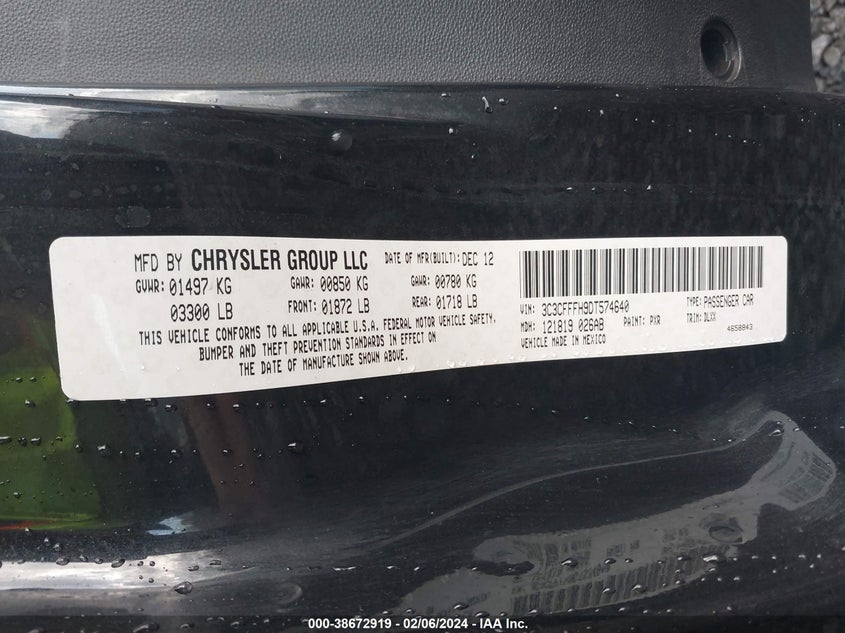 MFD BY CHRYSLER GROUP LLC DATE OF MFR(BUILT): DEC 12
GVWR: 01497 KG GAWR: 00850 KG GAWR: 00780 KG
03300 LB FRONT: 01872 LB REAR: 01718 LB
THIS VEHICLE CONFORMS TO ALL APPLICABLE U.S.A. FEDERAL MOTOR VEHICLE SAFETY,
BUMPER AND THEFT PREVENTION STANDARDS IN EFFECT ON
THE DATE OF MANUFACTURE SHOWN ABOVE.
VIN: 3C3CFFFH9DT574640 TYPE: PASSENGER CAR
MDH: 121819 026AB PAINT: PXR TRIM: DLXX
VEHICLE MADE IN MEXICO 4658843
000-38672919 - 02/06/2024 - IAA Inc.